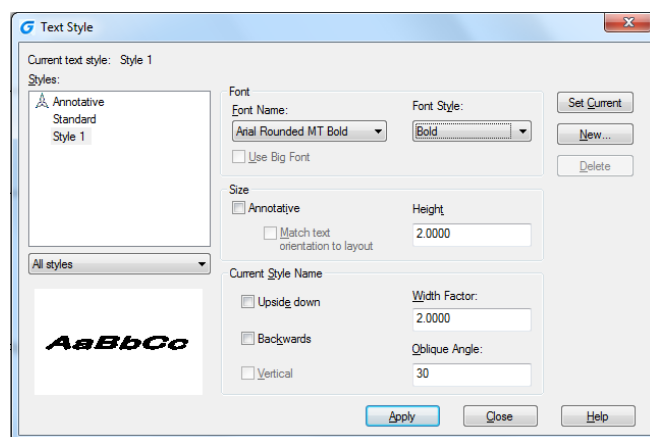 Text Style
Current text style: Style 1
Styles:
Annotative
Standard
Style 1
All styles
AaBbCc
Font
Font Name:
Arial Rounded MT Bold
Use Big Font
Font Style:
Bold
Size
Annotative
Match text
orientation to layout
Height
2.0000
Current Style Name
Upside down
Backwards
Vertical
Width Factor:
2.0000
Oblique Angle:
30
Set Current
New...
Delete
Apply
Close
Help